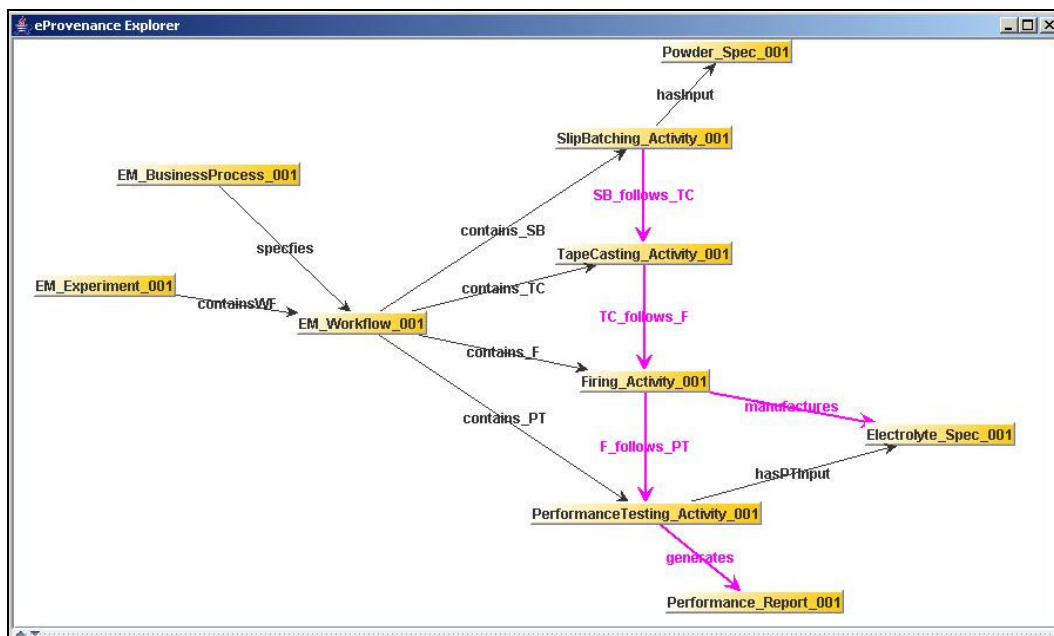 eProvenance Explorer
Powder_Spec_001
hasInput
SlipBatching_Activity_001
EM_BusinessProcess_001
SB_follows_TC
contains_SB
specfies
TapeCasting_Activity_001
EM_Experiment_001
contains_TC
containsWF
EM_Workflow_001
TC_follows_F
contains_F
Firing_Activity_001
manufactures
contains_PT
Electrolyte_Spec_001
F_follows_PT
hasPTInput
PerformanceTesting_Activity_001
generates
Performance_Report_001